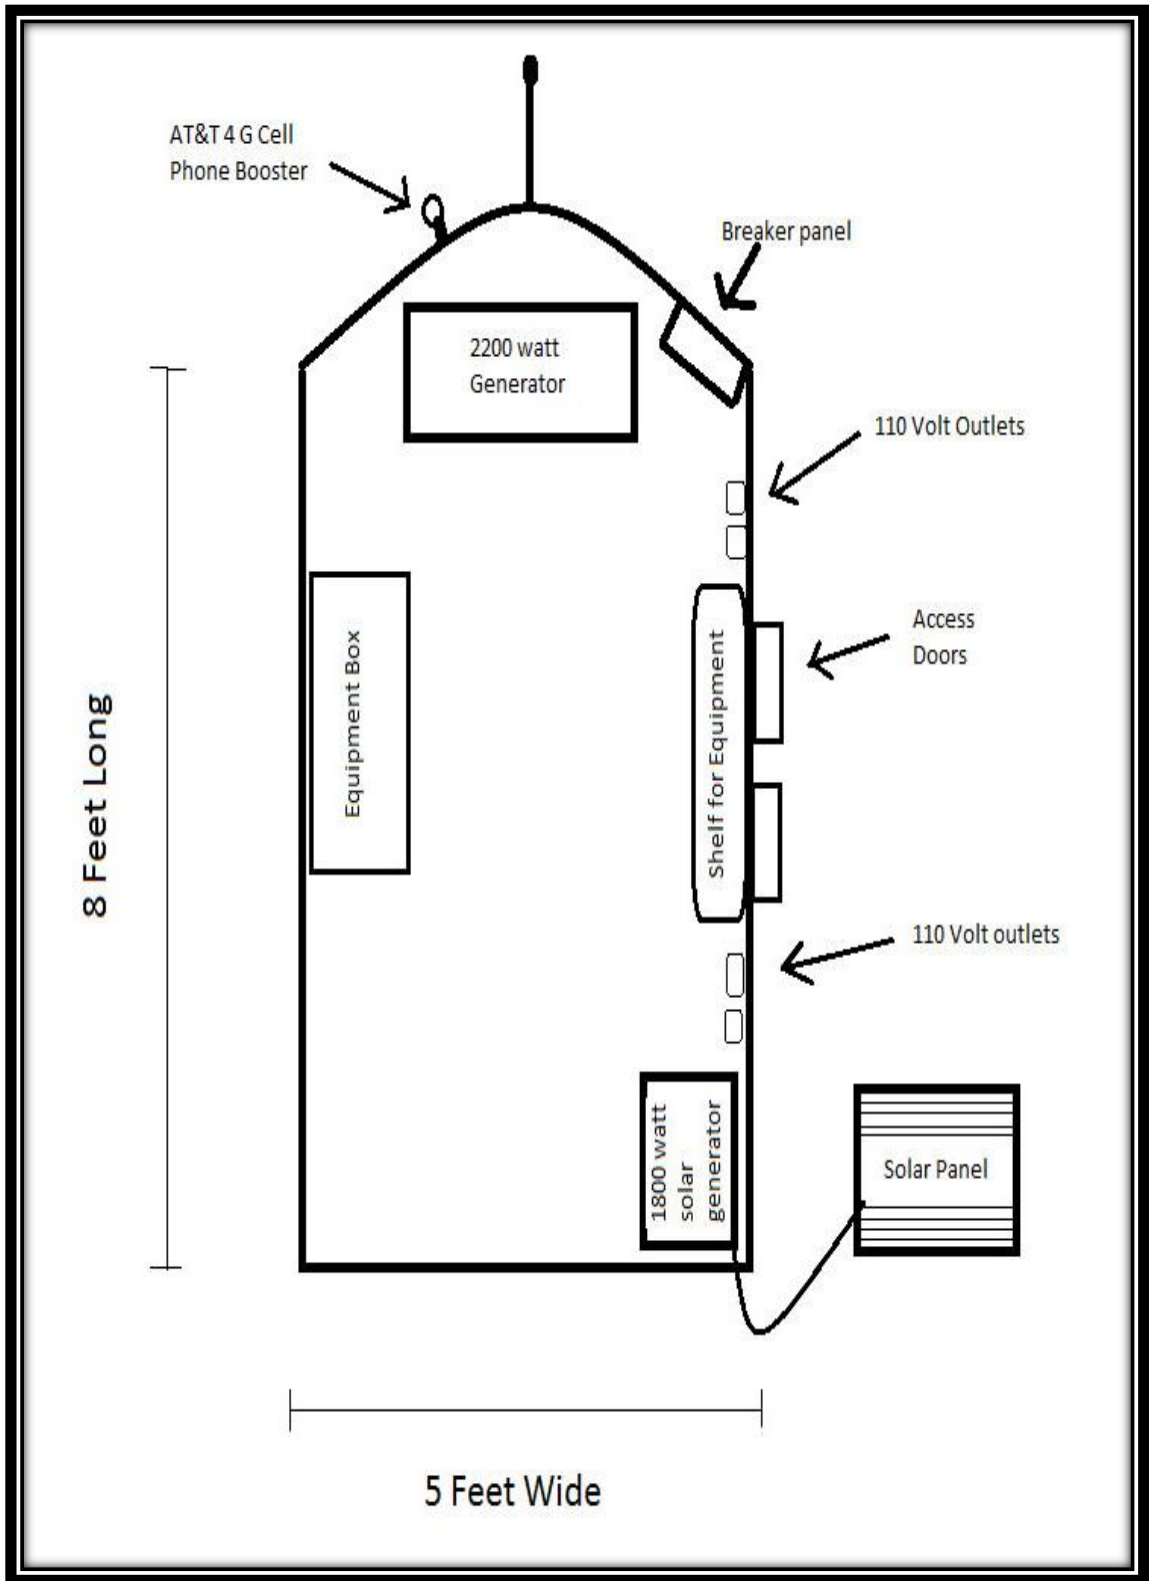 AT&T 4 G Cell
Phone Booster
Breaker panel
2200 watt
Generator
110 Volt Outlets
Access
Doors
Equipment Box
Shelf for Equipment
8 Feet Long
110 Volt outlets
1800 watt
solar
generator
Solar Panel
5 Feet Wide